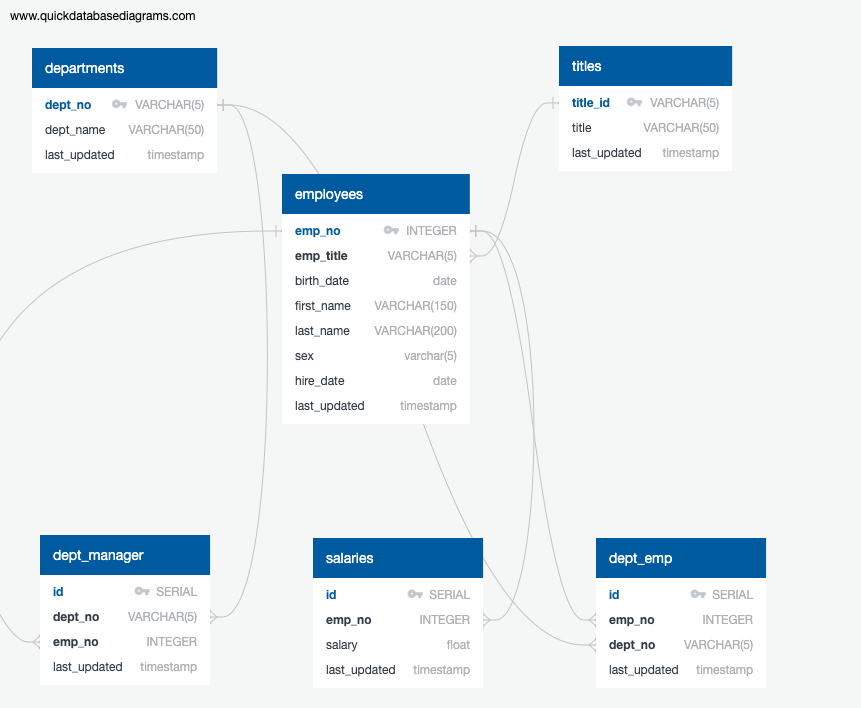 www.quickdatabasediagrams.com
departments
dept_no VARCHAR(5)
dept_name VARCHAR(50)
last_updated timestamp
titles
title_id VARCHAR(5)
title VARCHAR(50)
last_updated timestamp
employees
emp_no INTEGER
emp_title VARCHAR(5)
birth_date date
first_name VARCHAR(150)
last_name VARCHAR(200)
sex varchar(5)
hire_date date
last_updated timestamp
dept_manager
id SERIAL
dept_no VARCHAR(5)
emp_no INTEGER
last_updated timestamp
salaries
id SERIAL
emp_no INTEGER
salary float
last_updated timestamp
dept_emp
id SERIAL
emp_no INTEGER
dept_no VARCHAR(5)
last_updated timestamp